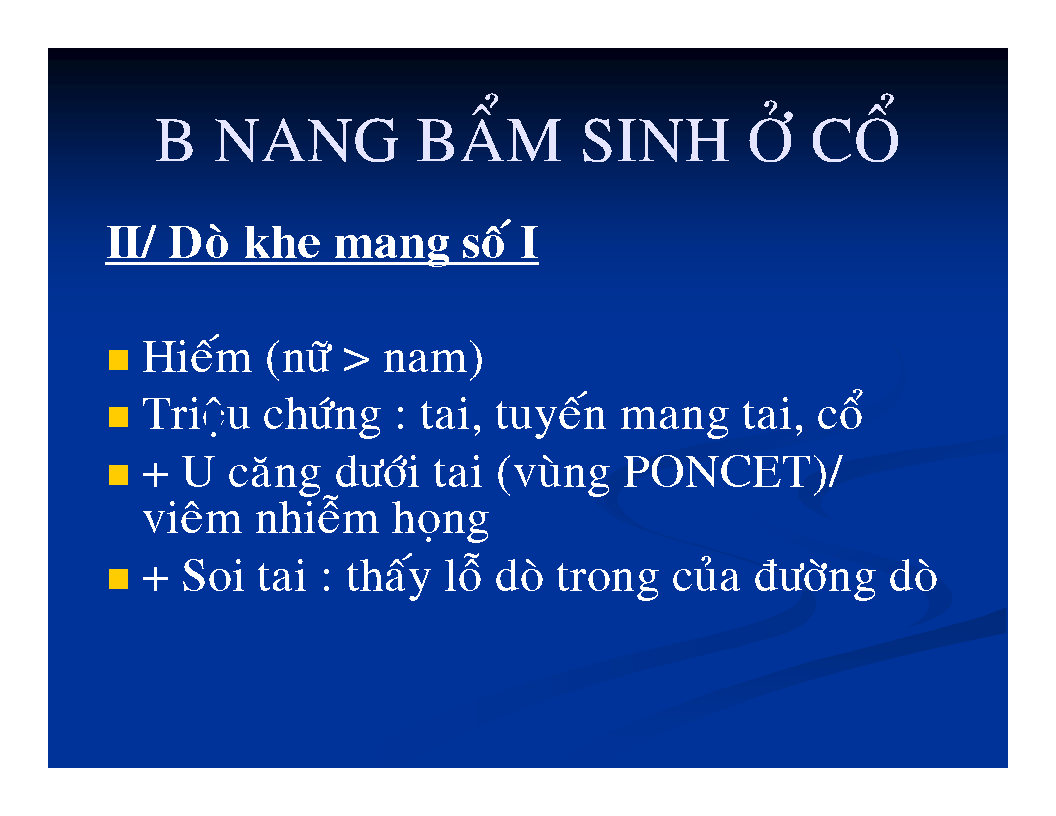 B NANG BẨM SINH Ở CỔ
II/ Dò khe mang số I
Hiếm (nữ > nam)
Triệu chứng : tai, tuyến mang tai, cổ
+ U căng dưới tai (vùng PONCET)/
viêm nhiễm họng
+ Soi tai : thấy lỗ dò trong của đường dò